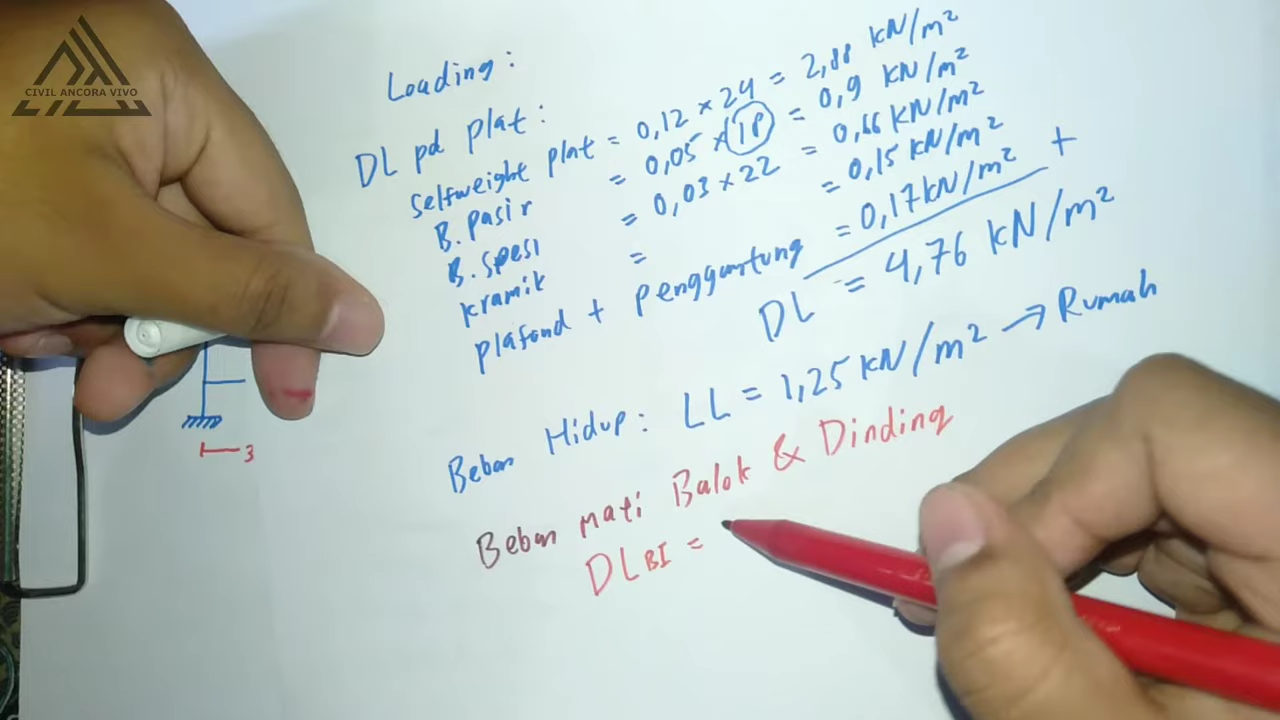 CIVIL ANCORA VIVO
Loading :
DL pd plat :
Selfweight plat = 0,12 × 24 = 2,88 kN/m²
B. pasir = 0,05 × 18 = 0,9 kN/m²
B. spesi = 0,03 × 22 = 0,66 kN/m²
kramik = = 0,15 kN/m²
plafond + penggantung = 0,17 kN/m² +
DL = 4,76 kN/m²
Beban Hidup : LL = 1,25 kN/m² → Rumah
Beban mati Balok & Dinding
DL BI =
3